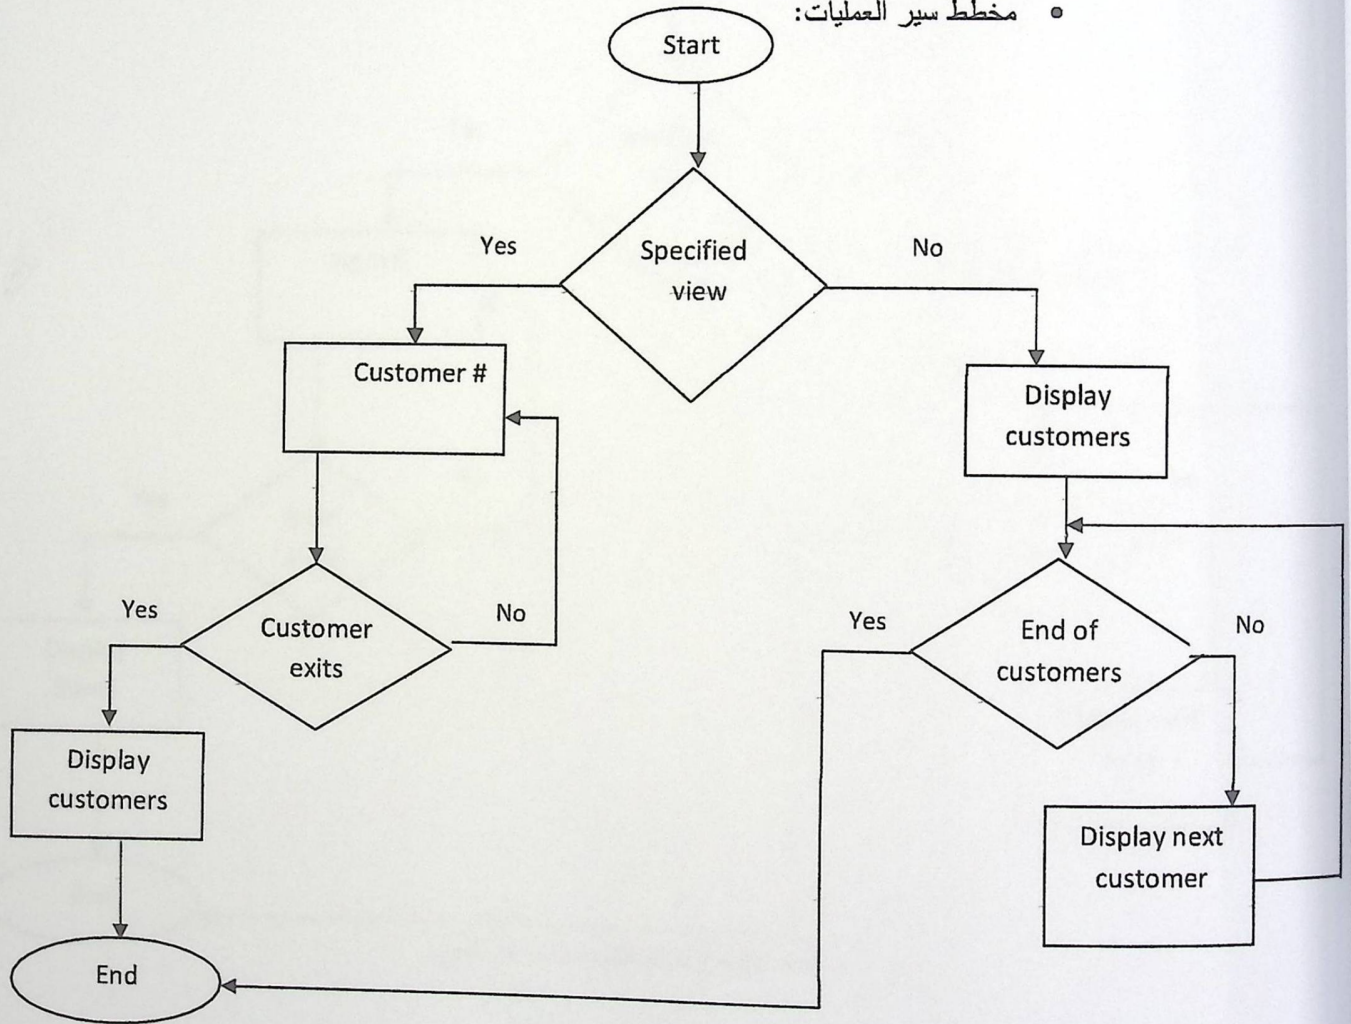 • مخطط سير العمليات:
Start
Specified
view
Yes
No
Customer #
Display
customers
Customer
exits
Yes
No
End of
customers
Yes
No
Display
customers
Display next
customer
End